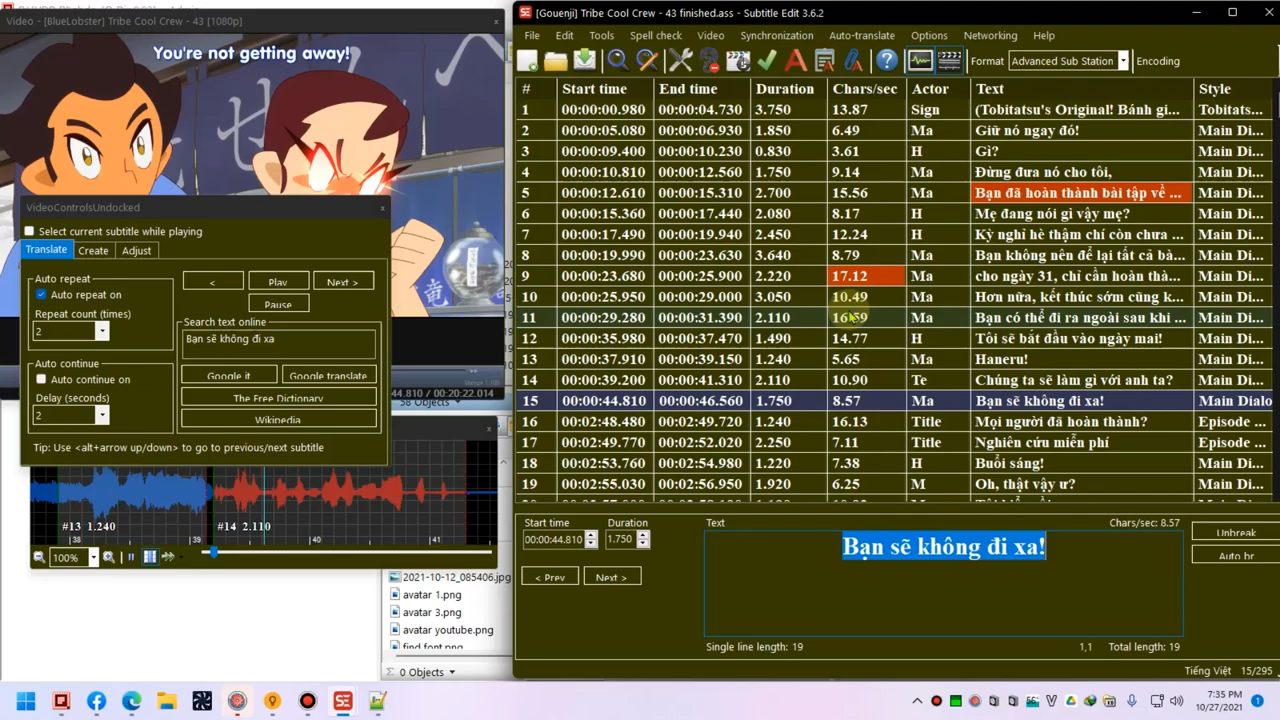 Video - [BlueLobster] Tribe Cool Crew - 43 [1080p]
x
You're not getting away!
VideoControlsUndocked
x
Select current subtitle while playing
Translate Create Adjust
Auto repeat
Auto repeat on
Repeat count (times)
2
Auto continue
Auto continue on
Delay (seconds)
2
< Play Next >
Pause
Search text online
Bạn sẽ không đi xa
Google it Google translate
The Free Dictionary
Wikipedia
Tip: Use <alt+arrow up/down> to go to previous/next subtitle
44.810 / 00:20:22.014
58 Objects
#13 1.240 #14 2.110
38 39 40 41
100%
2021-10-12_085406.jpg
avatar 1.png
avatar 3.png
avatar youtube.png
find font.png
0 Objects
[Gouenji] Tribe Cool Crew - 43 finished.ass - Subtitle Edit 3.6.2
File Edit Tools Spell check Video Synchronization Auto-translate Options Networking Help
Format Advanced Sub Station Encoding
# Start time End time Duration Chars/sec Actor Text Style
1 00:00:00.980 00:00:04.730 3.750 13.87 Sign (Tobitatsu's Original! Bánh gi... Tobitats...
2 00:00:05.080 00:00:06.930 1.850 6.49 Ma Giữ nó ngay đó! Main Di...
3 00:00:09.400 00:00:10.230 0.830 3.61 H Gì? Main Di...
4 00:00:10.810 00:00:12.560 1.750 9.14 Ma Đừng đưa nó cho tôi, Main Di...
5 00:00:12.610 00:00:15.310 2.700 15.56 Ma Bạn đã hoàn thành bài tập về ... Main Di...
6 00:00:15.360 00:00:17.440 2.080 8.17 H Mẹ đang nói gì vậy mẹ? Main Di...
7 00:00:17.490 00:00:19.940 2.450 12.24 H Kỳ nghỉ hè thậm chí còn chưa ... Main Di...
8 00:00:19.990 00:00:23.630 3.640 8.79 Ma Bạn không nên để lại tất cả bà... Main Di...
9 00:00:23.680 00:00:25.900 2.220 17.12 Ma cho ngày 31, chỉ cần hoàn thà... Main Di...
10 00:00:25.950 00:00:29.000 3.050 10.49 Ma Hơn nữa, kết thúc sớm cũng k... Main Di...
11 00:00:29.280 00:00:31.390 2.110 16.59 Ma Bạn có thể đi ra ngoài sau khi ... Main Di...
12 00:00:35.980 00:00:37.470 1.490 14.77 H Tôi sẽ bắt đầu vào ngày mai! Main Di...
13 00:00:37.910 00:00:39.150 1.240 5.65 Ma Haneru! Main Di...
14 00:00:39.200 00:00:41.310 2.110 10.90 Te Chúng ta sẽ làm gì với anh ta? Main Di...
15 00:00:44.810 00:00:46.560 1.750 8.57 Ma Bạn sẽ không đi xa! Main Dialo
16 00:02:48.480 00:02:49.720 1.240 16.13 Title Mọi người đã hoàn thành? Episode ...
17 00:02:49.770 00:02:52.020 2.250 7.11 Title Nghiên cứu miễn phí Episode ...
18 00:02:53.760 00:02:54.980 1.220 7.38 H Buổi sáng! Main Di...
19 00:02:55.030 00:02:56.920 1.920 6.25 M Oh, thật vậy ư? Main Di...
Start time Duration Text Chars/sec: 8.57
00:00:44.810 1.750
< Prev Next >
Bạn sẽ không đi xa!
Unbreak
Auto br
Single line length: 19 1,1 Total length: 19
Tiếng Việt 15/295
7:35 PM
10/27/2021